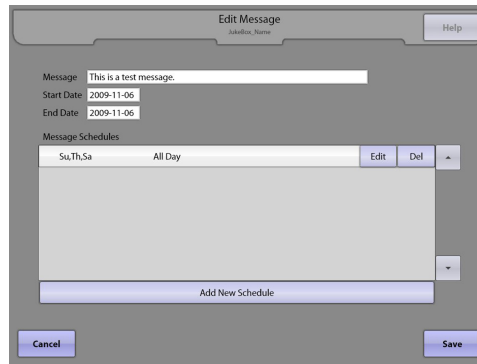 Edit Message
JukeBox_Name
Help
Message This is a test message.
Start Date 2009-11-06
End Date 2009-11-06
Message Schedules
Su,Th,Sa All Day Edit Del
Add New Schedule
Cancel Save